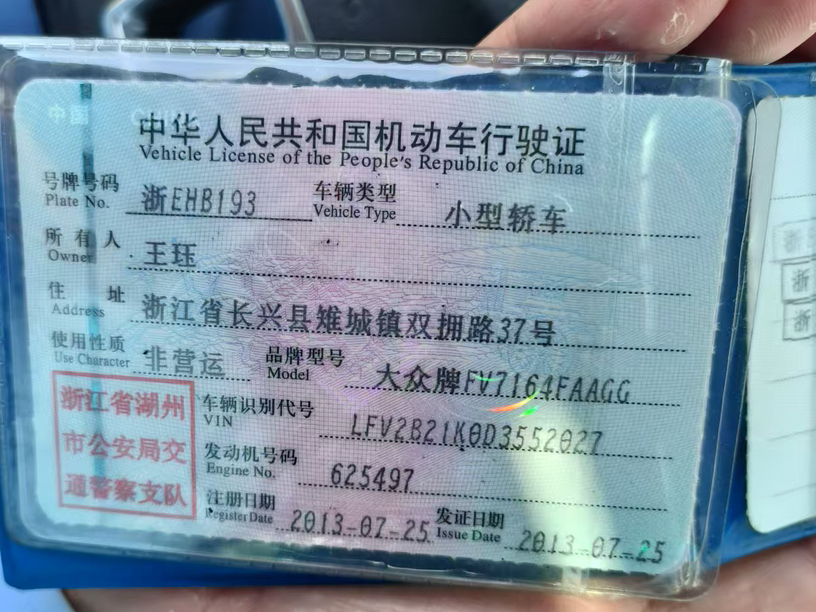 中华人民共和国机动车行驶证
Vehicle License of the People's Republic of China
号牌号码 浙EHB193 车辆类型 小型轿车
Plate No. Vehicle Type
所有人 王珏
Owner
住址 浙江省长兴县雉城镇双拥路37号
Address
使用性质 非营运 品牌型号 大众牌FV7164FAAGG
Use Character Model
浙江省湖州
市公安局交
通警察支队
车辆识别代号 LFV2B21K0D3552027
VIN
发动机号码 625497
Engine No.
注册日期 2013-07-25 发证日期 2013-07-25
Register Date Issue Date
浙
浙